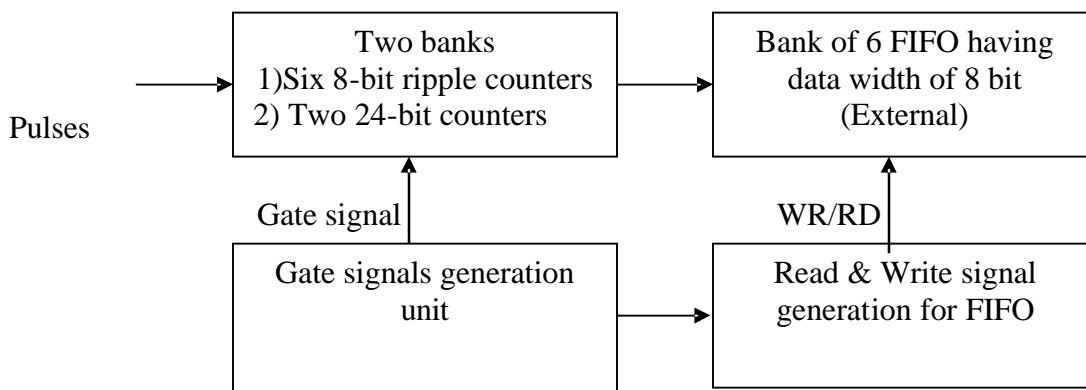 Pulses
Two banks
1)Six 8-bit ripple counters
2) Two 24-bit counters
Bank of 6 FIFO having
data width of 8 bit
(External)
Gate signal
WR/RD
Gate signals generation
unit
Read & Write signal
generation for FIFO